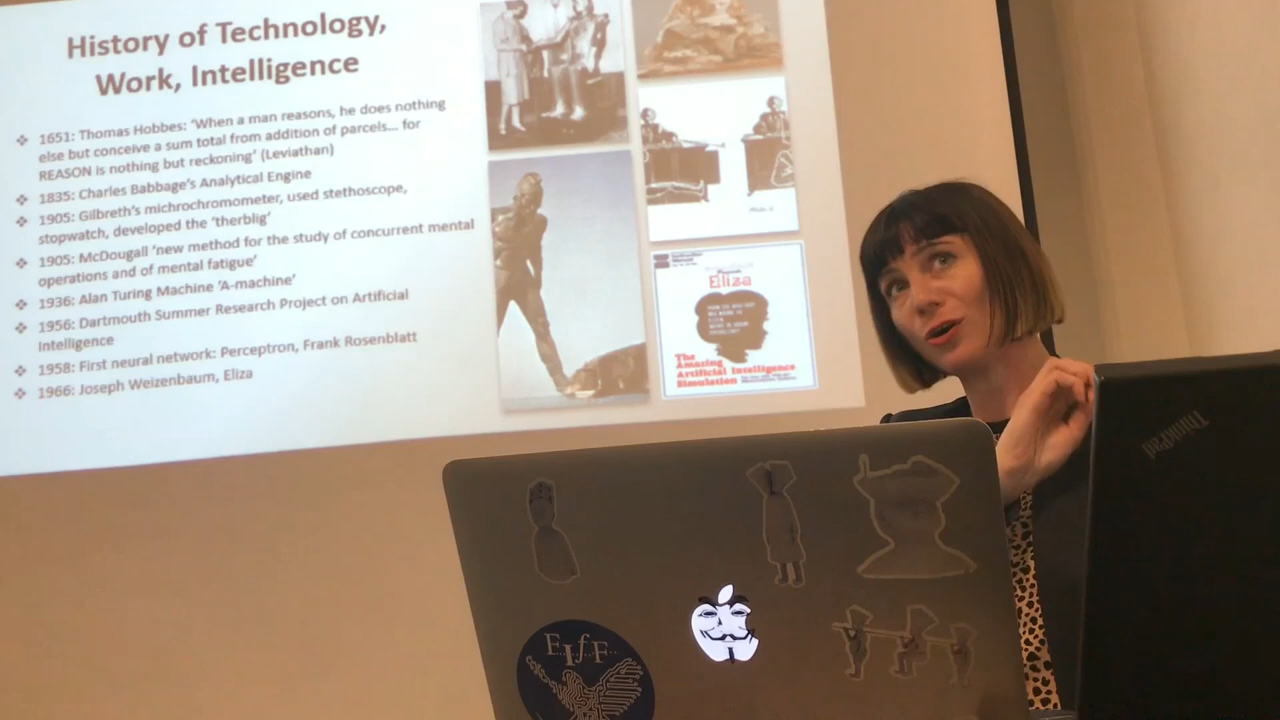 History of Technology,
Work, Intelligence
❖ 1651: Thomas Hobbes: ‘When a man reasons, he does nothing
else but conceive a sum total from addition of parcels... for
REASON is nothing but reckoning’ (Leviathan)
❖ 1835: Charles Babbage’s Analytical Engine
❖ 1905: Gilbreth’s michrochromometer, used stethoscope,
stopwatch, developed the ‘therblig’
❖ 1905: McDougall ‘new method for the study of concurrent mental
operations and of mental fatigue’
❖ 1936: Alan Turing Machine ‘A-machine’
❖ 1956: Dartmouth Summer Research Project on Artificial
Intelligence
❖ 1958: First neural network: Perceptron, Frank Rosenblatt
❖ 1966: Joseph Weizenbaum, Eliza
Eliza
The
Amazing
Artificial Intelligence
Simulation
ThinkPad
FIfF